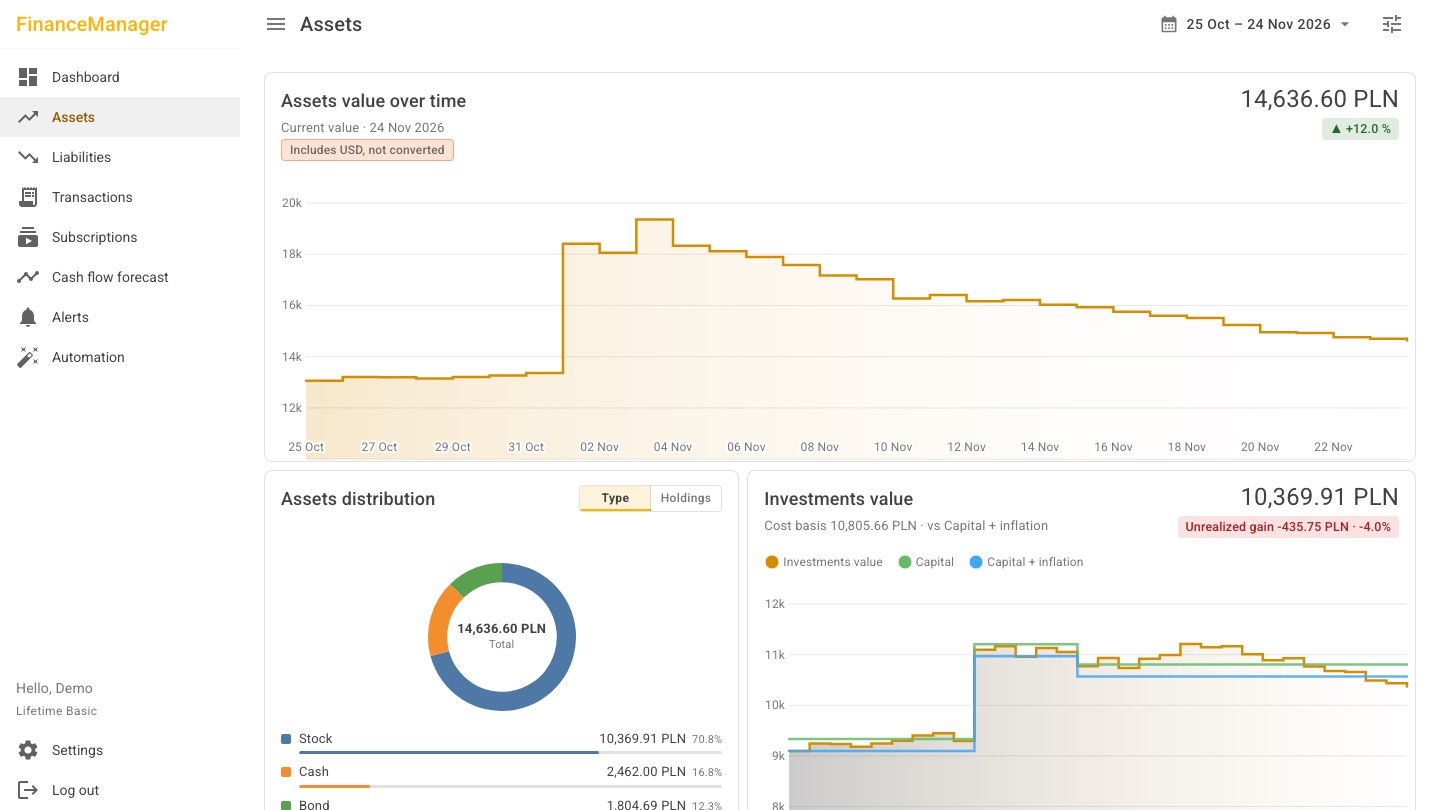 FinanceManager
Dashboard
Assets
Liabilities
Transactions
Subscriptions
Cash flow forecast
Alerts
Automation
Hello, Demo
Lifetime Basic
Settings
Log out
Assets
25 Oct – 24 Nov 2026
Assets value over time
14,636.60 PLN
Current value · 24 Nov 2026
▲ +12.0 %
Includes USD, not converted
20k
18k
16k
14k
12k
25 Oct 27 Oct 29 Oct 31 Oct 02 Nov 04 Nov 06 Nov 08 Nov 10 Nov 12 Nov 14 Nov 16 Nov 18 Nov 20 Nov 22 Nov
Assets distribution
Type Holdings
14,636.60 PLN
Total
Stock 10,369.91 PLN 70.8%
Cash 2,462.00 PLN 16.8%
Bond 1,804.69 PLN 12.3%
Investments value
10,369.91 PLN
Cost basis 10,805.66 PLN · vs Capital + inflation
Unrealized gain -435.75 PLN · -4.0%
Investments value Capital Capital + inflation
12k
11k
10k
9k
8k